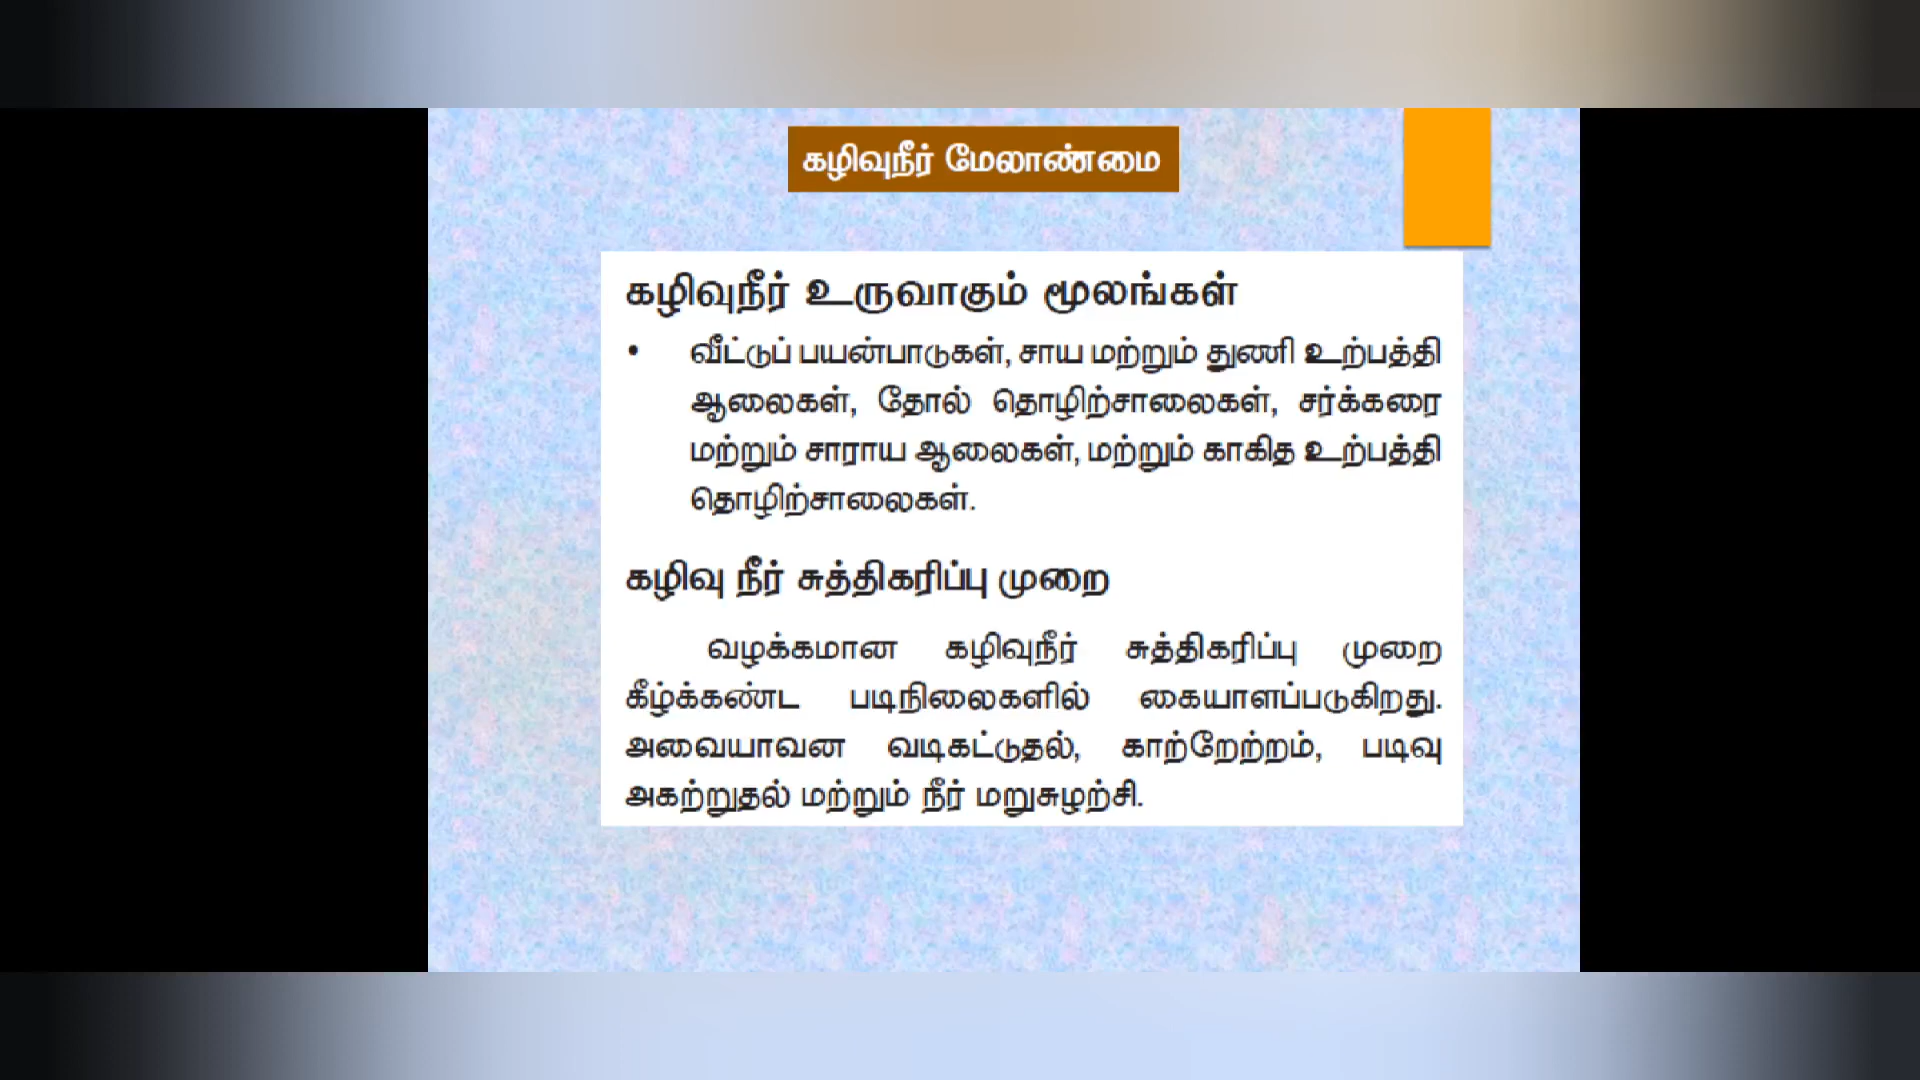 கழிவுநீர் மேலாண்மை
கழிவுநீர் உருவாகும் மூலங்கள்
• வீட்டுப் பயன்பாடுகள், சாய மற்றும் துணி உற்பத்தி
ஆலைகள், தோல் தொழிற்சாலைகள், சர்க்கரை
மற்றும் சாராய ஆலைகள், மற்றும் காகித உற்பத்தி
தொழிற்சாலைகள்.
கழிவு நீர் சுத்திகரிப்பு முறை
வழக்கமான கழிவுநீர் சுத்திகரிப்பு முறை
கீழ்க்கண்ட படிநிலைகளில் கையாளப்படுகிறது.
அவையாவன வடிகட்டுதல், காற்றேற்றம், படிவு
அகற்றுதல் மற்றும் நீர் மறுசுழற்சி.